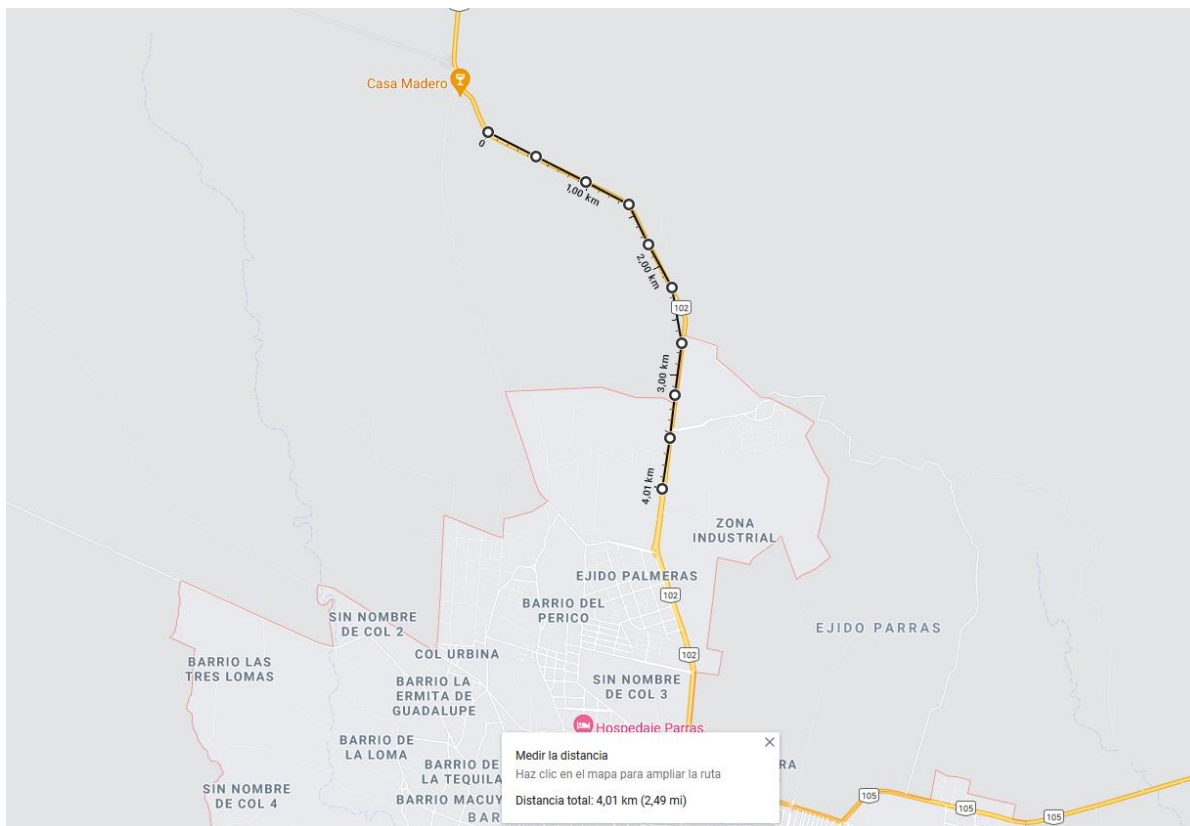 Casa Madero
0
1,00 km
2,00 km
102
3,00 km
4,01 km
ZONA
INDUSTRIAL
EJIDO PALMERAS
102
BARRIO DEL
PERICO
SIN NOMBRE
DE COL 2
EJIDO PARRAS
COL URBINA
102
BARRIO LAS
TRES LOMAS
BARRIO LA
ERMITA DE
GUADALUPE
SIN NOMBRE
DE COL 3
Hospedaje Parras
BARRIO DE
LA LOMA
Medir la distancia
Haz clic en el mapa para ampliar la ruta
Distancia total: 4,01 km (2,49 mi)
BARRIO DE
LA TEQUILA
RA
SIN NOMBRE
DE COL 4
BARRIO MACUY
BAR
105
105
105